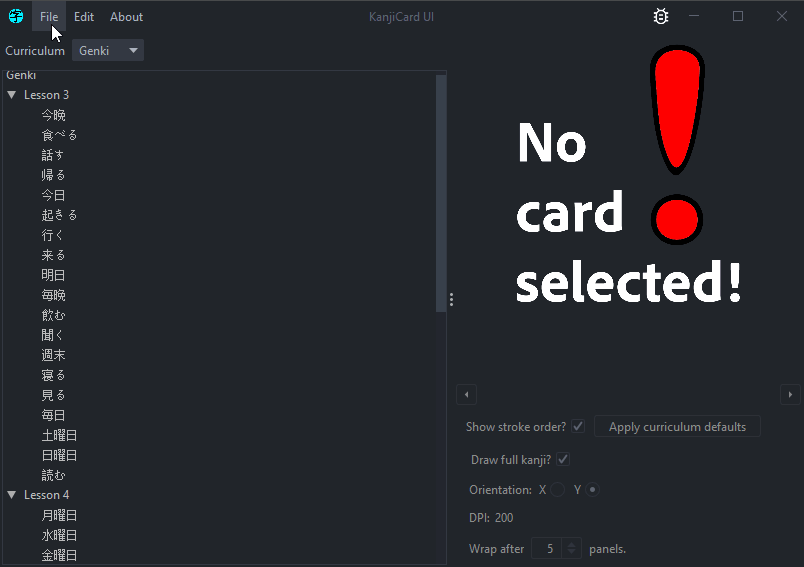 字 File Edit About KanjiCard UI
Curriculum Genki
Genki
Lesson 3
今晩
食べる
話す
帰る
今日
起きる
行く
来る
明日
毎晩
飲む
聞く
週末
寝る
見る
毎日
土曜日
日曜日
読む
Lesson 4
月曜日
水曜日
金曜日
No
card
selected!
Show stroke order? Apply curriculum defaults
Draw full kanji?
Orientation: X Y
DPI: 200
Wrap after 5 panels.